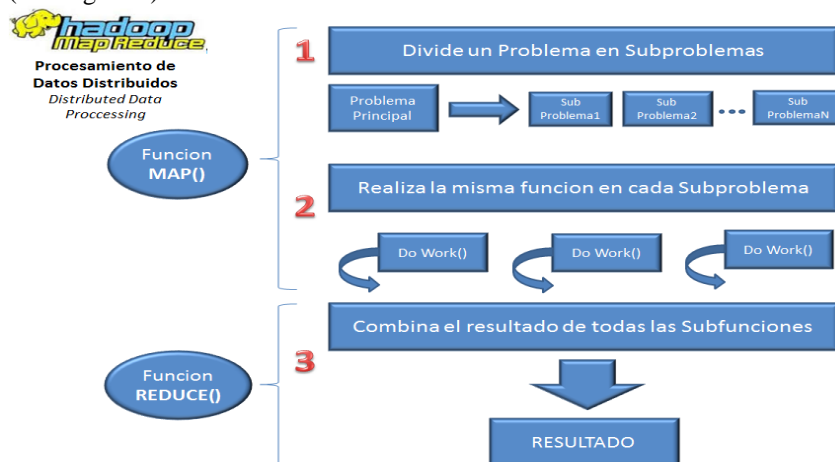 hadoop
Map Reduce
Procesamiento de
Datos Distribuidos
Distributed Data
Proccessing
Funcion
MAP()
1
Divide un Problema en Subproblemas
Problema
Principal
Sub
Problema1
Sub
Problema2
Sub
ProblemaN
2
Realiza la misma funcion en cada Subproblema
Do Work()
Do Work()
Do Work()
Funcion
REDUCE()
3
Combina el resultado de todas las Subfunciones
RESULTADO